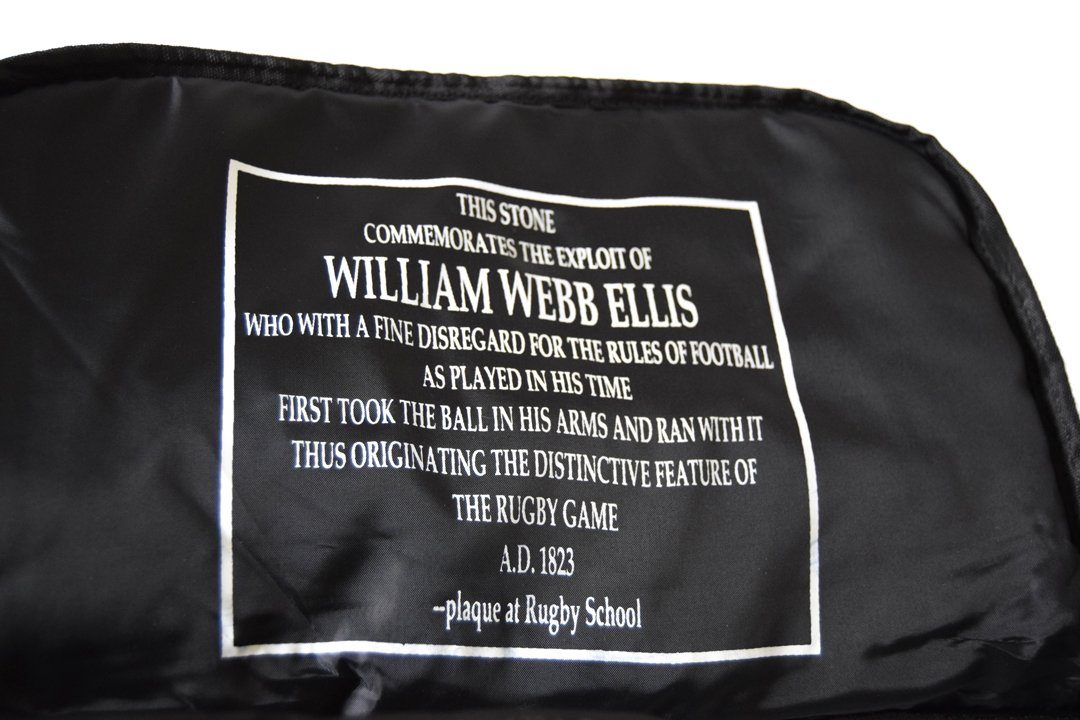 THIS STONE
COMMEMORATES THE EXPLOIT OF
WILLIAM WEBB ELLIS
WHO WITH A FINE DISREGARD FOR THE RULES OF FOOTBALL
AS PLAYED IN HIS TIME
FIRST TOOK THE BALL IN HIS ARMS AND RAN WITH IT
THUS ORIGINATING THE DISTINCTIVE FEATURE OF
THE RUGBY GAME
A.D. 1823
--plaque at Rugby School